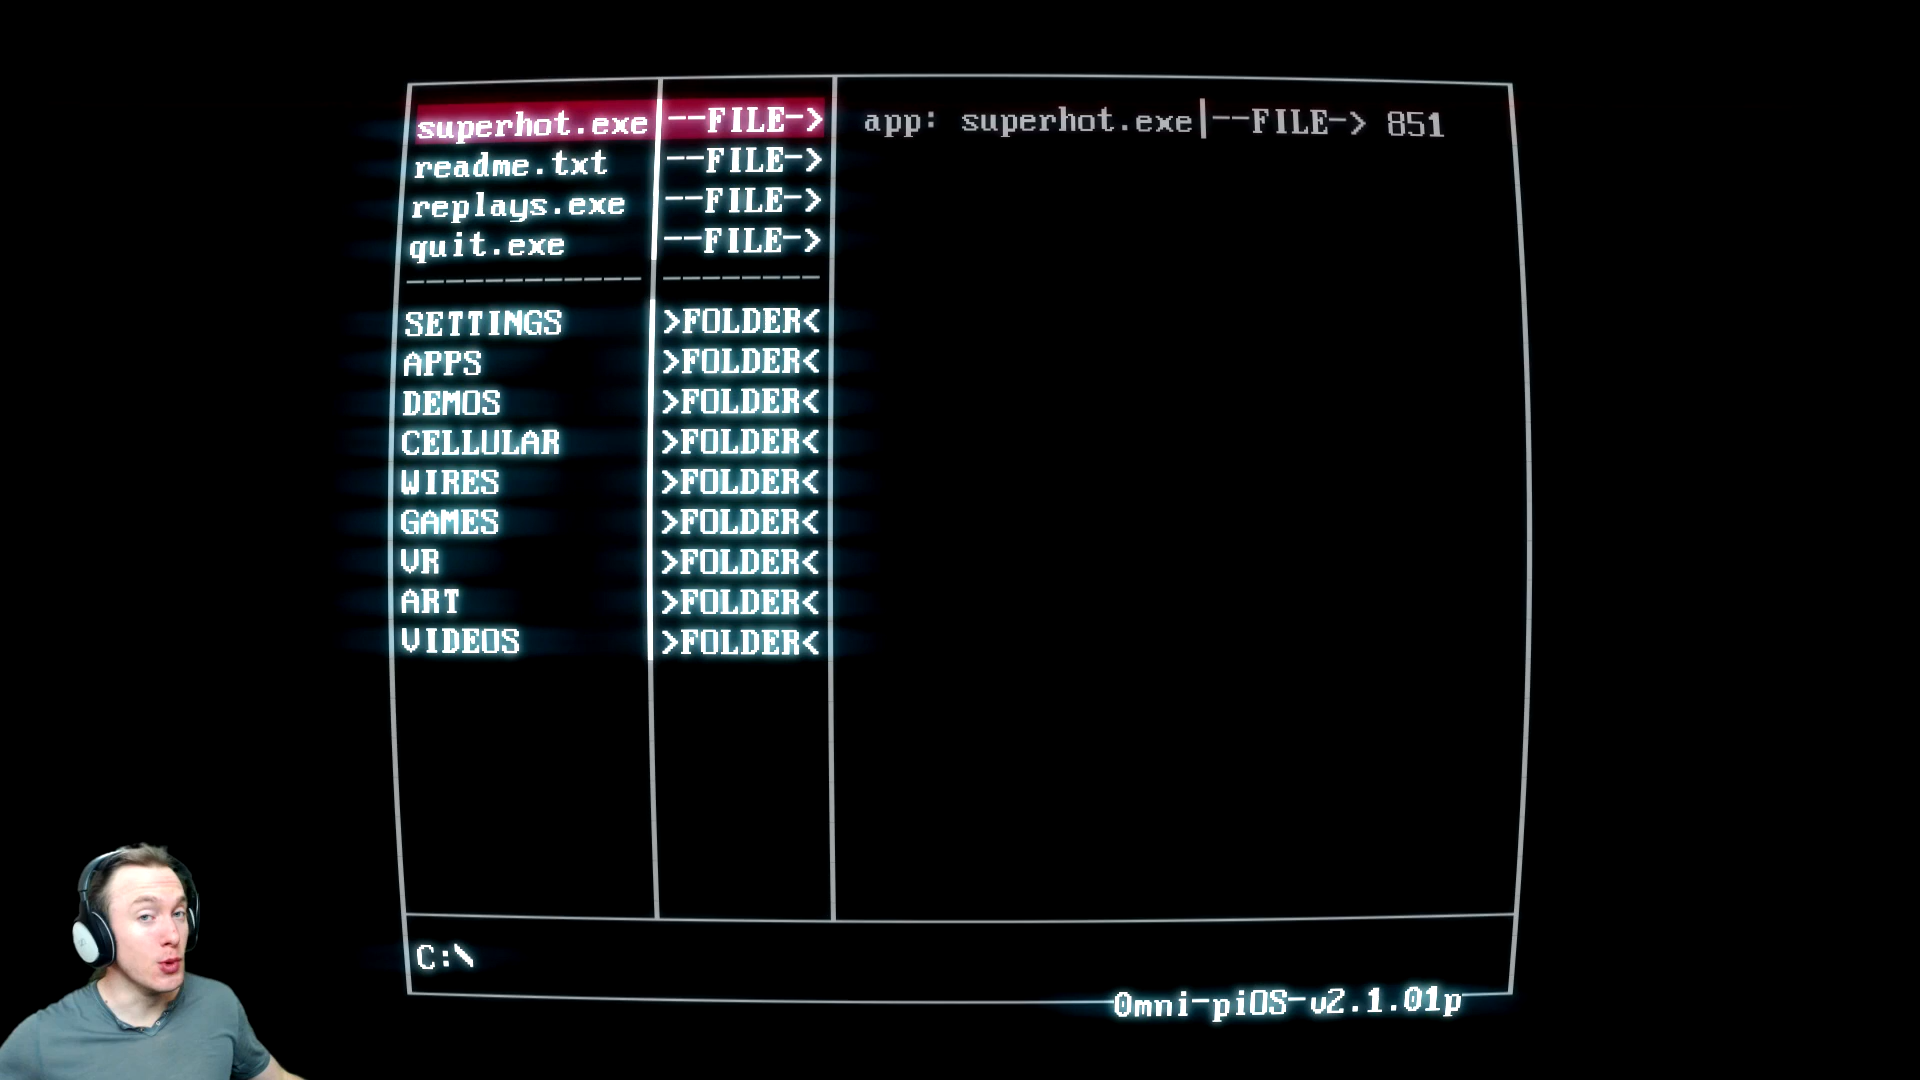 superhot.exe|--FILE->
readme.txt |--FILE->
replays.exe |--FILE->
quit.exe |--FILE->
------------ --------
SETTINGS |>FOLDER<
APPS |>FOLDER<
DEMOS |>FOLDER<
CELLULAR |>FOLDER<
WIRES |>FOLDER<
GAMES |>FOLDER<
VR |>FOLDER<
ART |>FOLDER<
VIDEOS |>FOLDER<
app: superhot.exe|--FILE-> 851
C:\
0mni-piOS-v2.1.01p